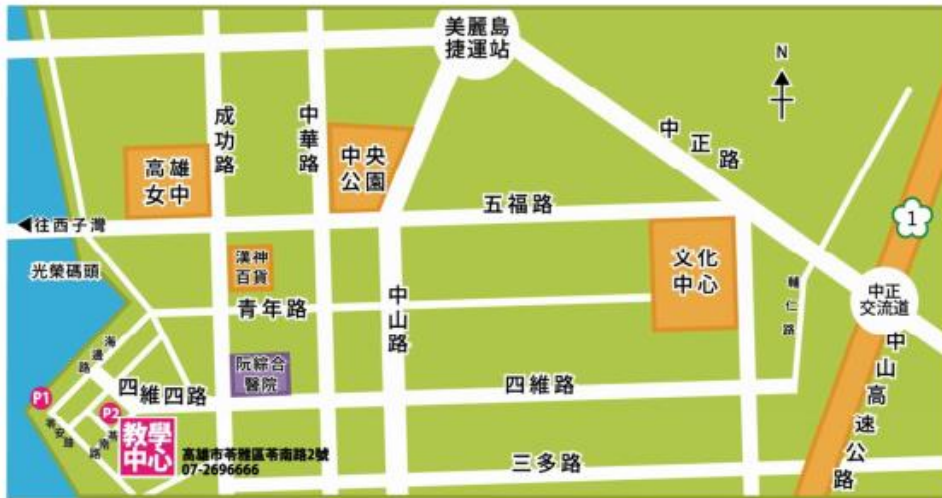 美麗島
捷運站
N
成功路
中華路
中正路
高雄
女中
中央
公園
五福路
1
◀往西子灣
漢神
百貨
文化
中心
光榮碼頭
中正
交流道
青年路
中山路
輔仁路
海邊路
阮綜合
醫院
中山高速公路
四維四路
四維路
P1
P2
苓南路
教學
中心
高雄市苓雅區苓南路2號
07-2696666
三多路